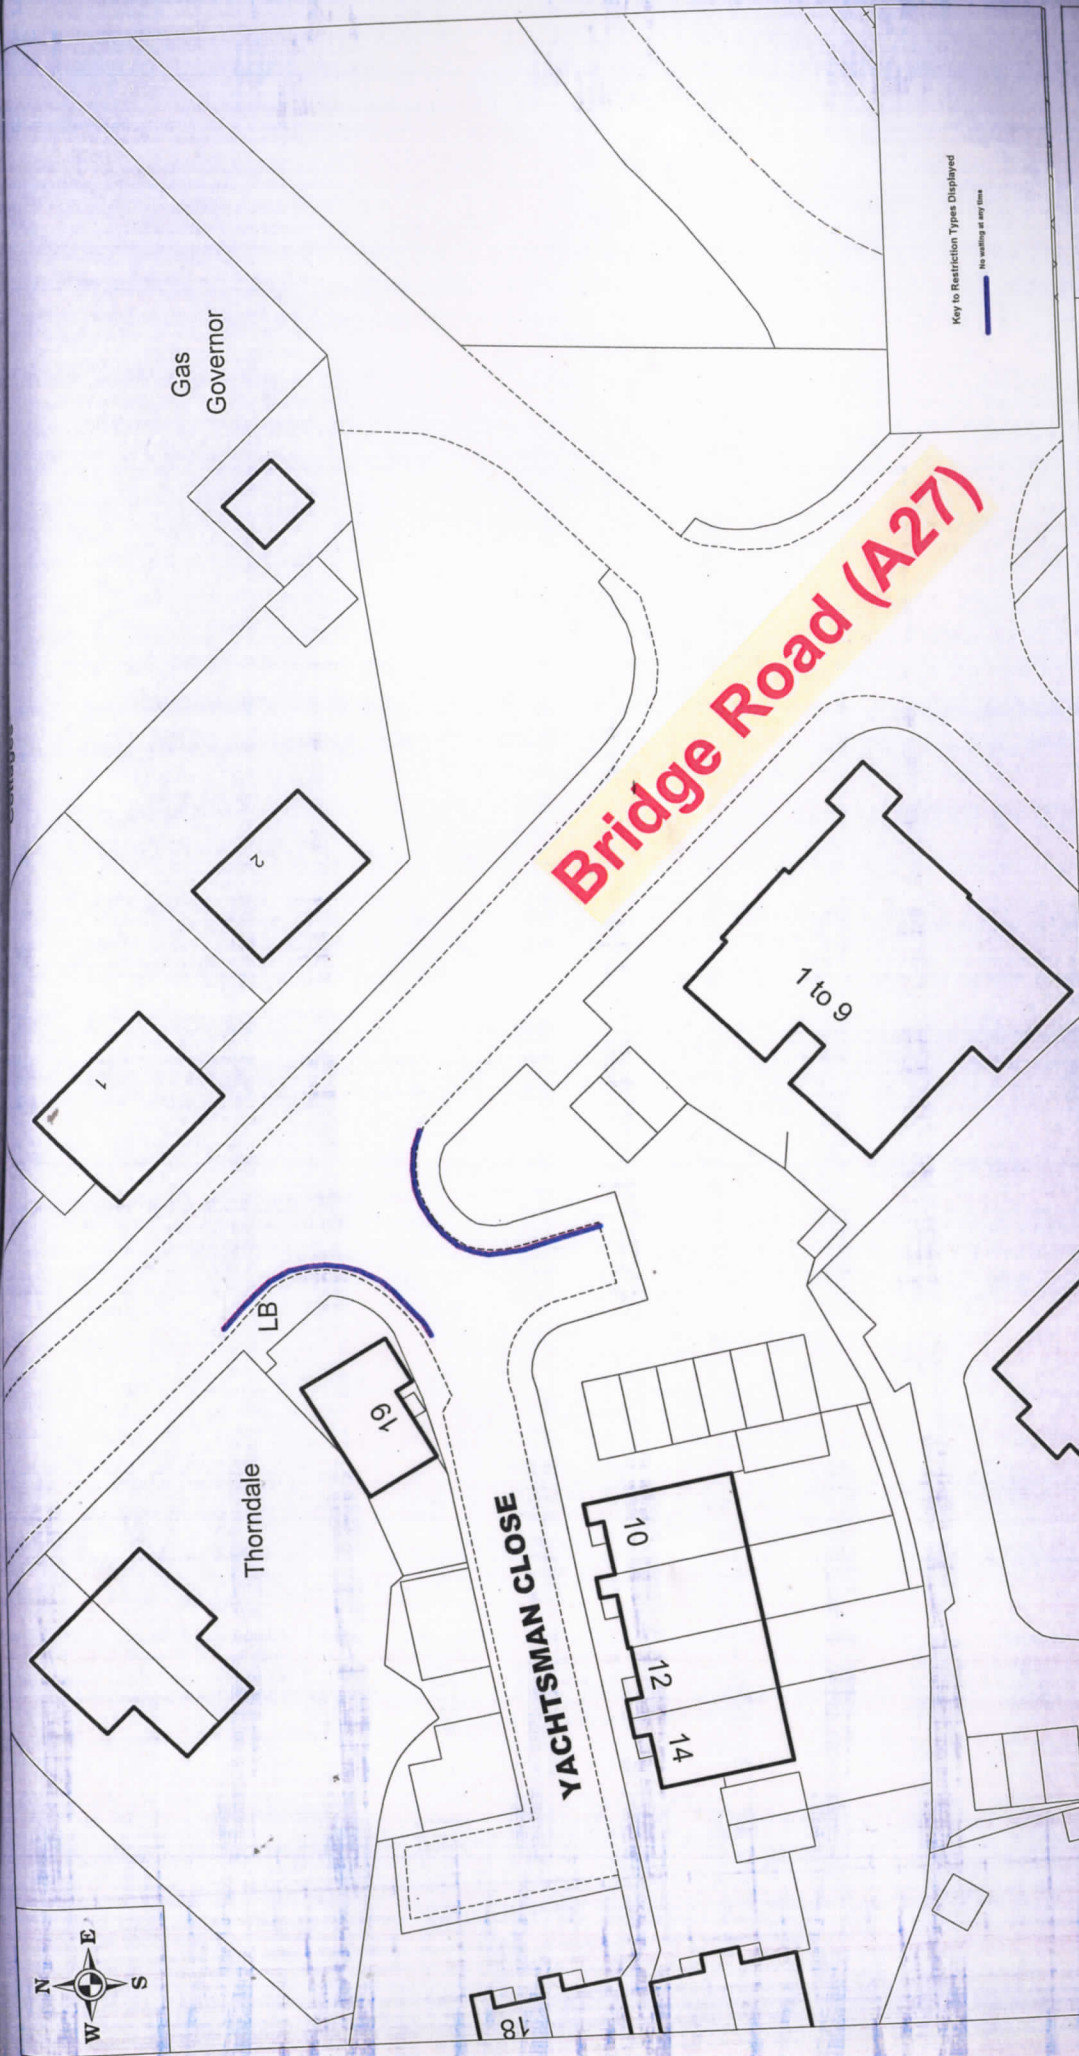 Gas
Governor
Key to Restriction Types Displayed
No waiting at any time
Bridge Road (A27)
2
1
1 to 9
LB
19
Thorndale
YACHTSMAN CLOSE
10
12
14
18
N
W E
S